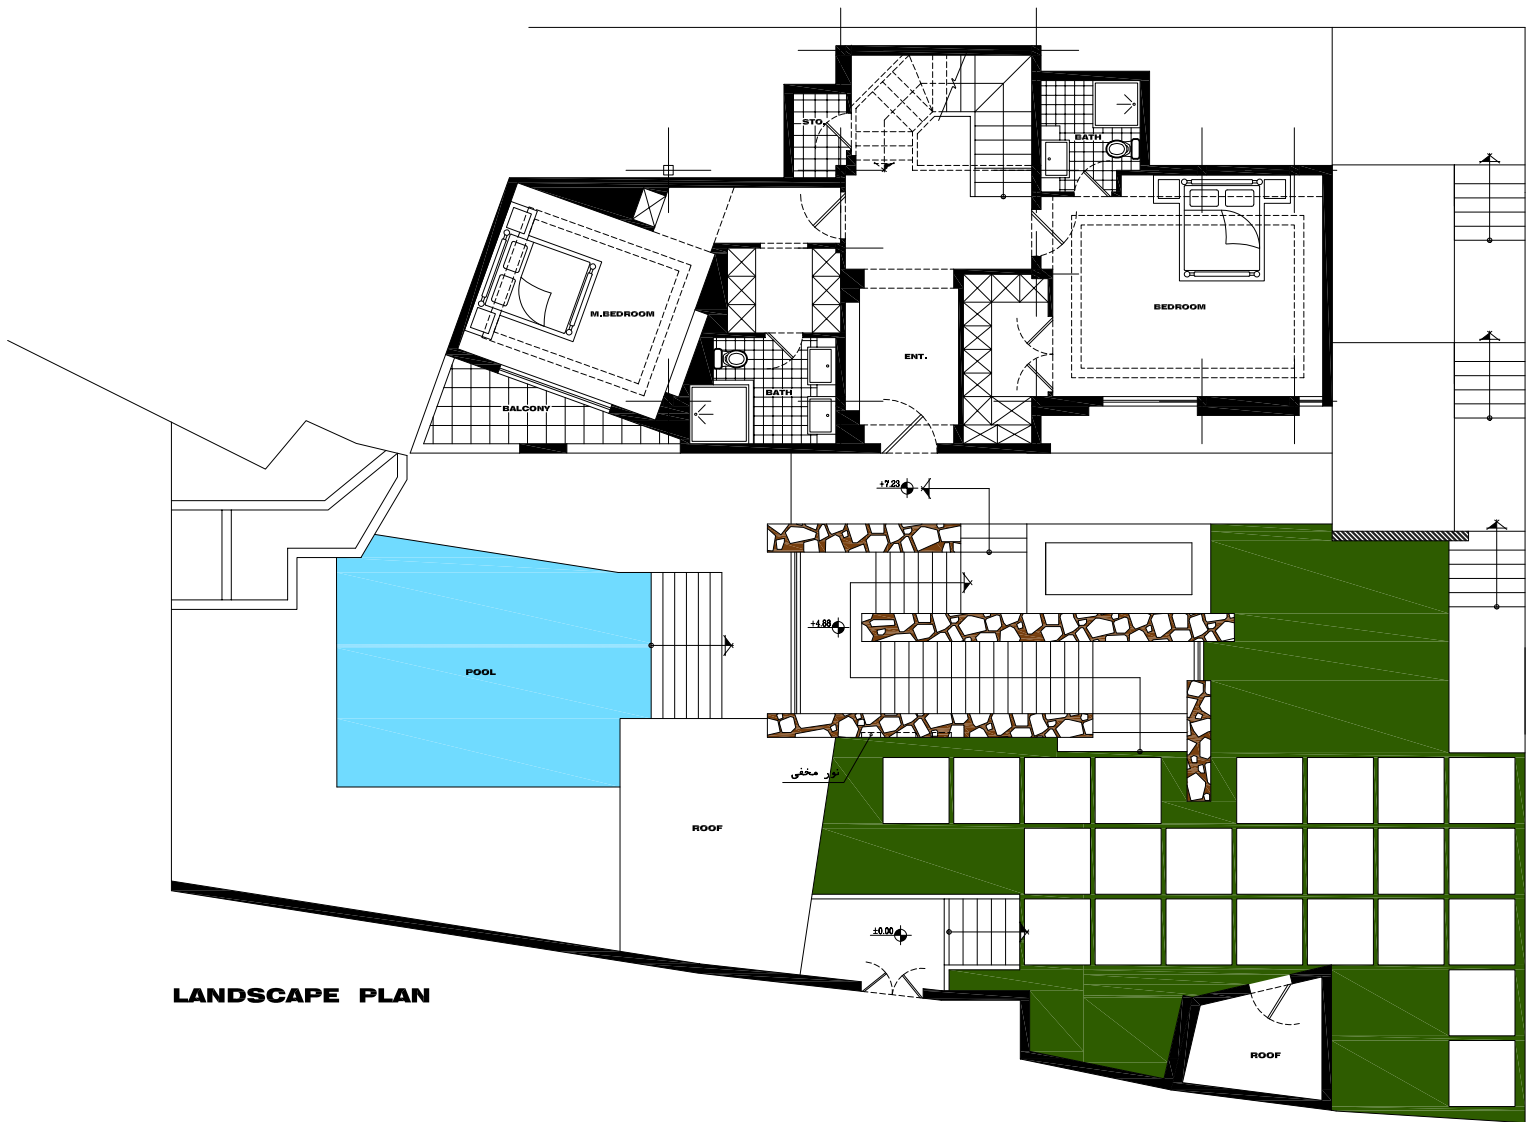 STO.
BATH
M.BEDROOM
BEDROOM
ENT.
BATH
BALCONY
+7.23
+4.88
POOL
نور مخفی
ROOF
±0.00
LANDSCAPE PLAN
ROOF